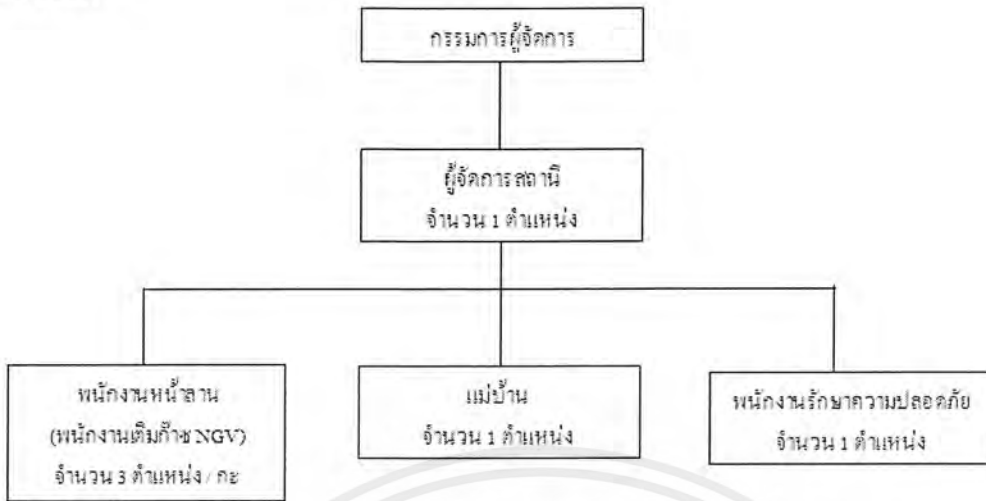 กรรมการผู้จัดการ
ผู้จัดการสถานี
จำนวน 1 ตำแหน่ง
พนักงานหน้าลาน
(พนักงานเติมก๊าซ NGV)
จำนวน 3 ตำแหน่ง / กะ
แม่บ้าน
จำนวน 1 ตำแหน่ง
พนักงานรักษาความปลอดภัย
จำนวน 1 ตำแหน่ง